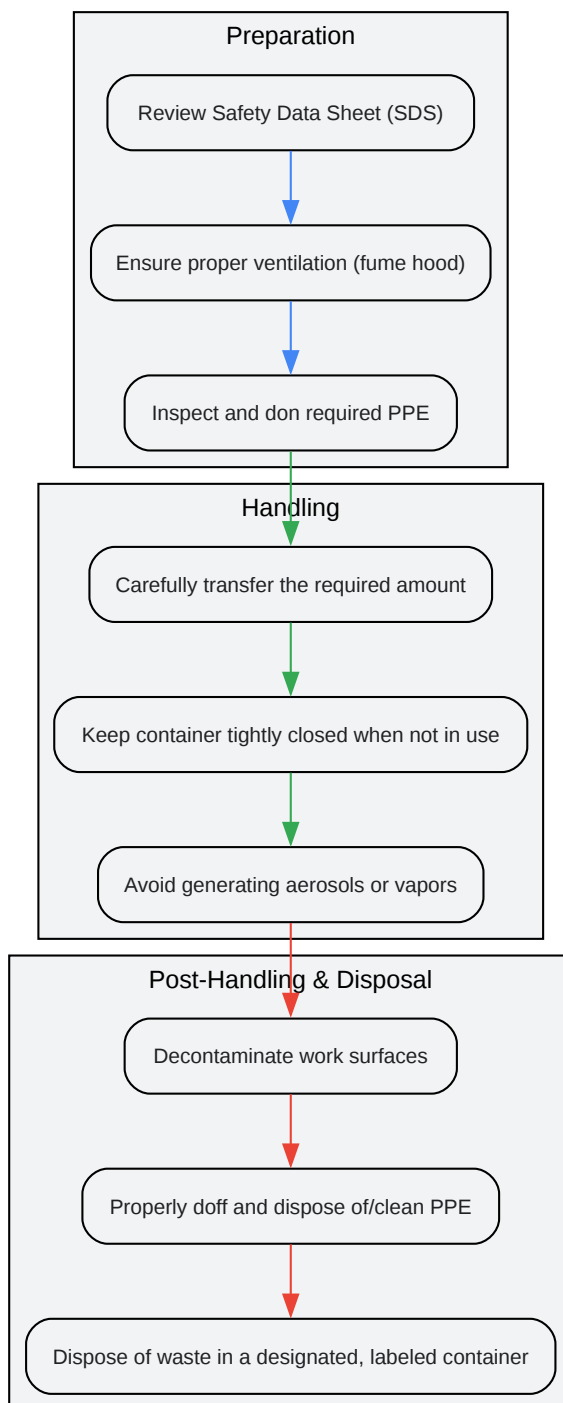 Preparation
Review Safety Data Sheet (SDS)
Ensure proper ventilation (fume hood)
Inspect and don required PPE
Handling
Carefully transfer the required amount
Keep container tightly closed when not in use
Avoid generating aerosols or vapors
Post-Handling & Disposal
Decontaminate work surfaces
Properly doff and dispose of/clean PPE
Dispose of waste in a designated, labeled container